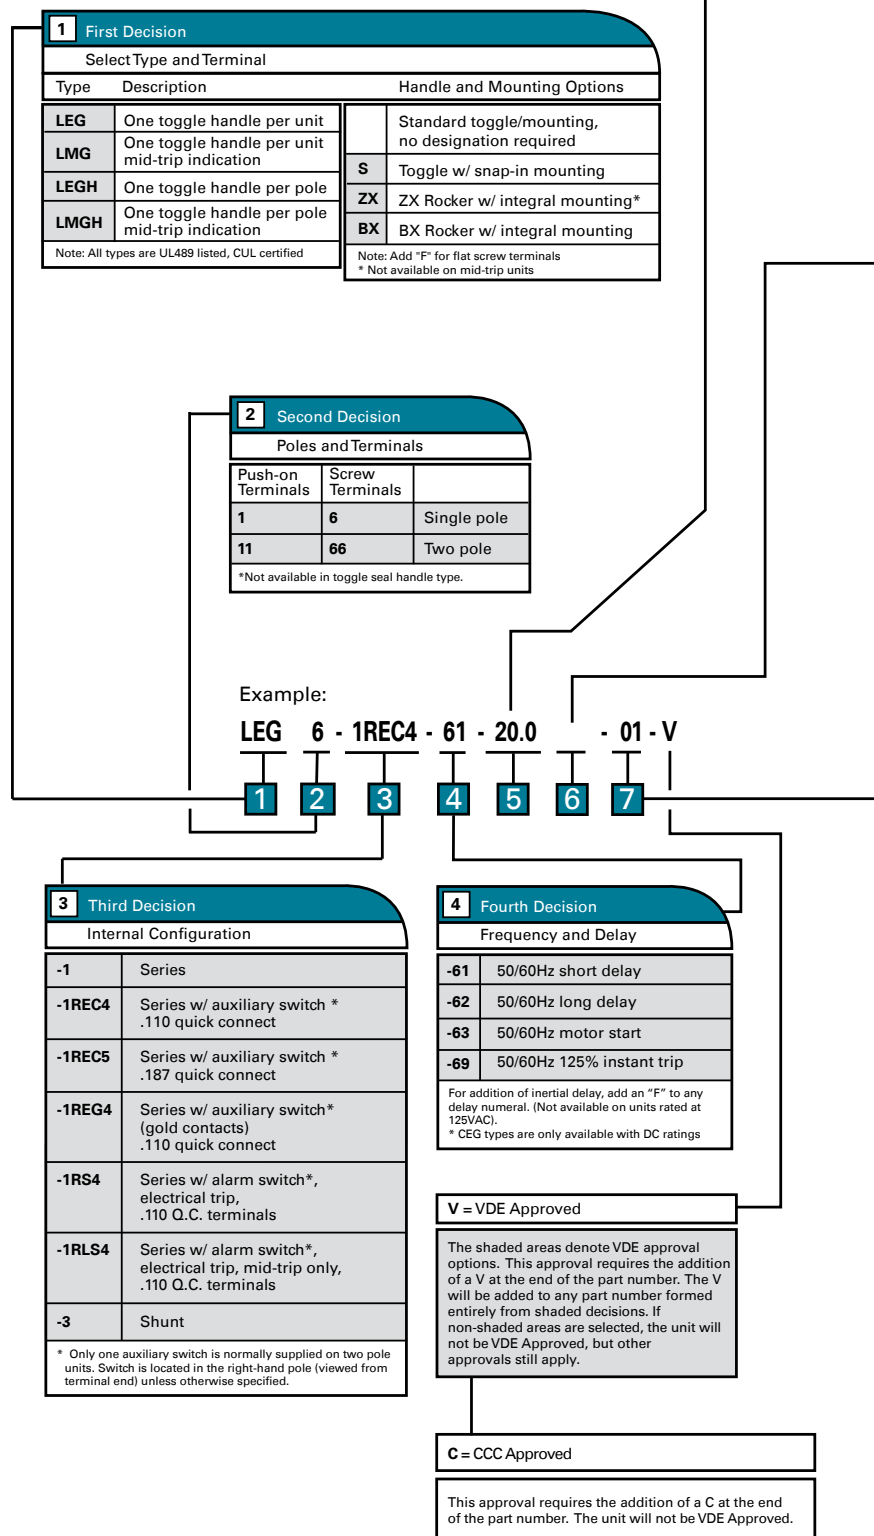 1 First Decision
Select Type and Terminal
Type Description Handle and Mounting Options
LEG One toggle handle per unit
LMG One toggle handle per unit
mid-trip indication
LEGH One toggle handle per pole
LMGH One toggle handle per pole
mid-trip indication
Note: All types are UL489 listed, CUL certified
Standard toggle/mounting,
no designation required
S Toggle w/ snap-in mounting
ZX ZX Rocker w/ integral mounting*
BX BX Rocker w/ integral mounting
Note: Add "F" for flat screw terminals
* Not available on mid-trip units
2 Second Decision
Poles and Terminals
Push-on Screw
Terminals Terminals
1 6 Single pole
11 66 Two pole
*Not available in toggle seal handle type.
Example:
LEG 6 - 1REC4 - 61 - 20.0 - 01 - V
1 2 3 4 5 6 7
3 Third Decision
Internal Configuration
-1 Series
-1REC4 Series w/ auxiliary switch *
.110 quick connect
-1REC5 Series w/ auxiliary switch *
.187 quick connect
-1REG4 Series w/ auxiliary switch*
(gold contacts)
.110 quick connect
-1RS4 Series w/ alarm switch*,
electrical trip,
.110 Q.C. terminals
-1RLS4 Series w/ alarm switch*,
electrical trip, mid-trip only,
.110 Q.C. terminals
-3 Shunt
* Only one auxiliary switch is normally supplied on two pole
units. Switch is located in the right-hand pole (viewed from
terminal end) unless otherwise specified.
4 Fourth Decision
Frequency and Delay
-61 50/60Hz short delay
-62 50/60Hz long delay
-63 50/60Hz motor start
-69 50/60Hz 125% instant trip
For addition of inertial delay, add an “F” to any
delay numeral. (Not available on units rated at
125VAC).
* CEG types are only available with DC ratings
V = VDE Approved
The shaded areas denote VDE approval
options. This approval requires the addition
of a V at the end of the part number. The V
will be added to any part number formed
entirely from shaded decisions. If
non-shaded areas are selected, the unit will
not be VDE Approved, but other
approvals still apply.
C = CCC Approved
This approval requires the addition of a C at the end
of the part number. The unit will not be VDE Approved.